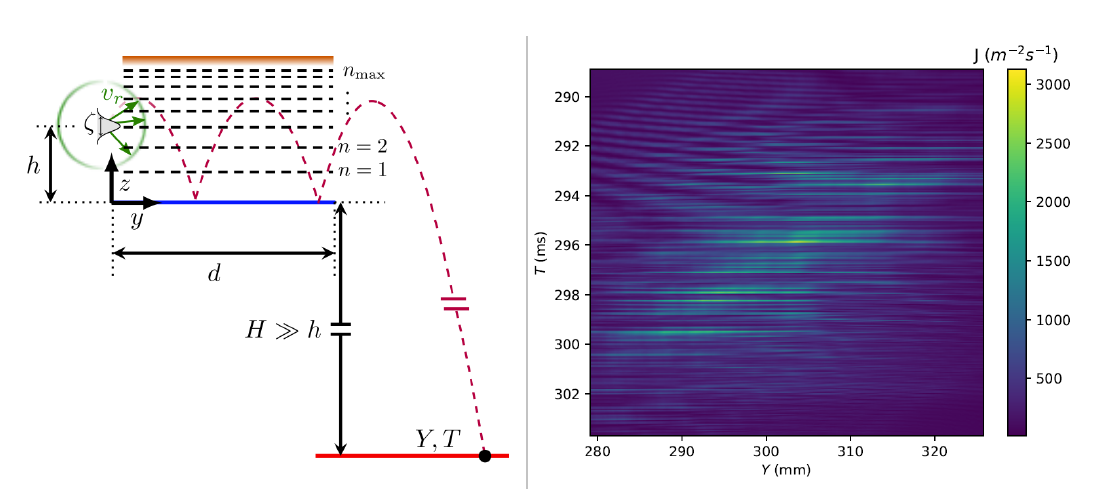 n_max
v_r
ζ
h
n = 2
n = 1
z
y
d
H ≫ h
Y, T
J (m⁻²s⁻¹)
290
292
294
296
298
300
302
T (ms)
280
290
300
310
320
Y (mm)
3000
2500
2000
1500
1000
500